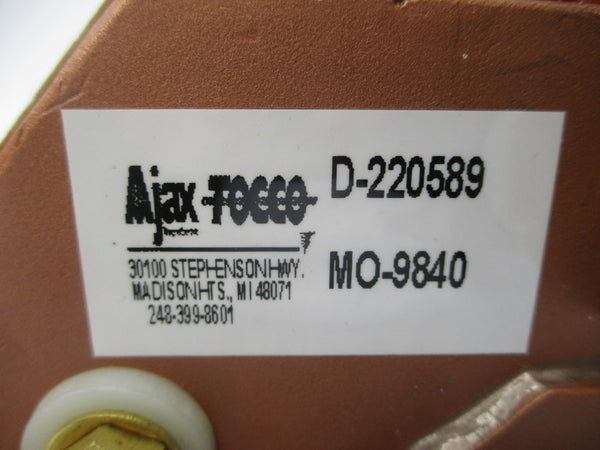 Ajax TOCCO
30100 STEPHENSON HWY.
MADISON HTS., MI 48071
248-399-8601
D-220589
MO-9840